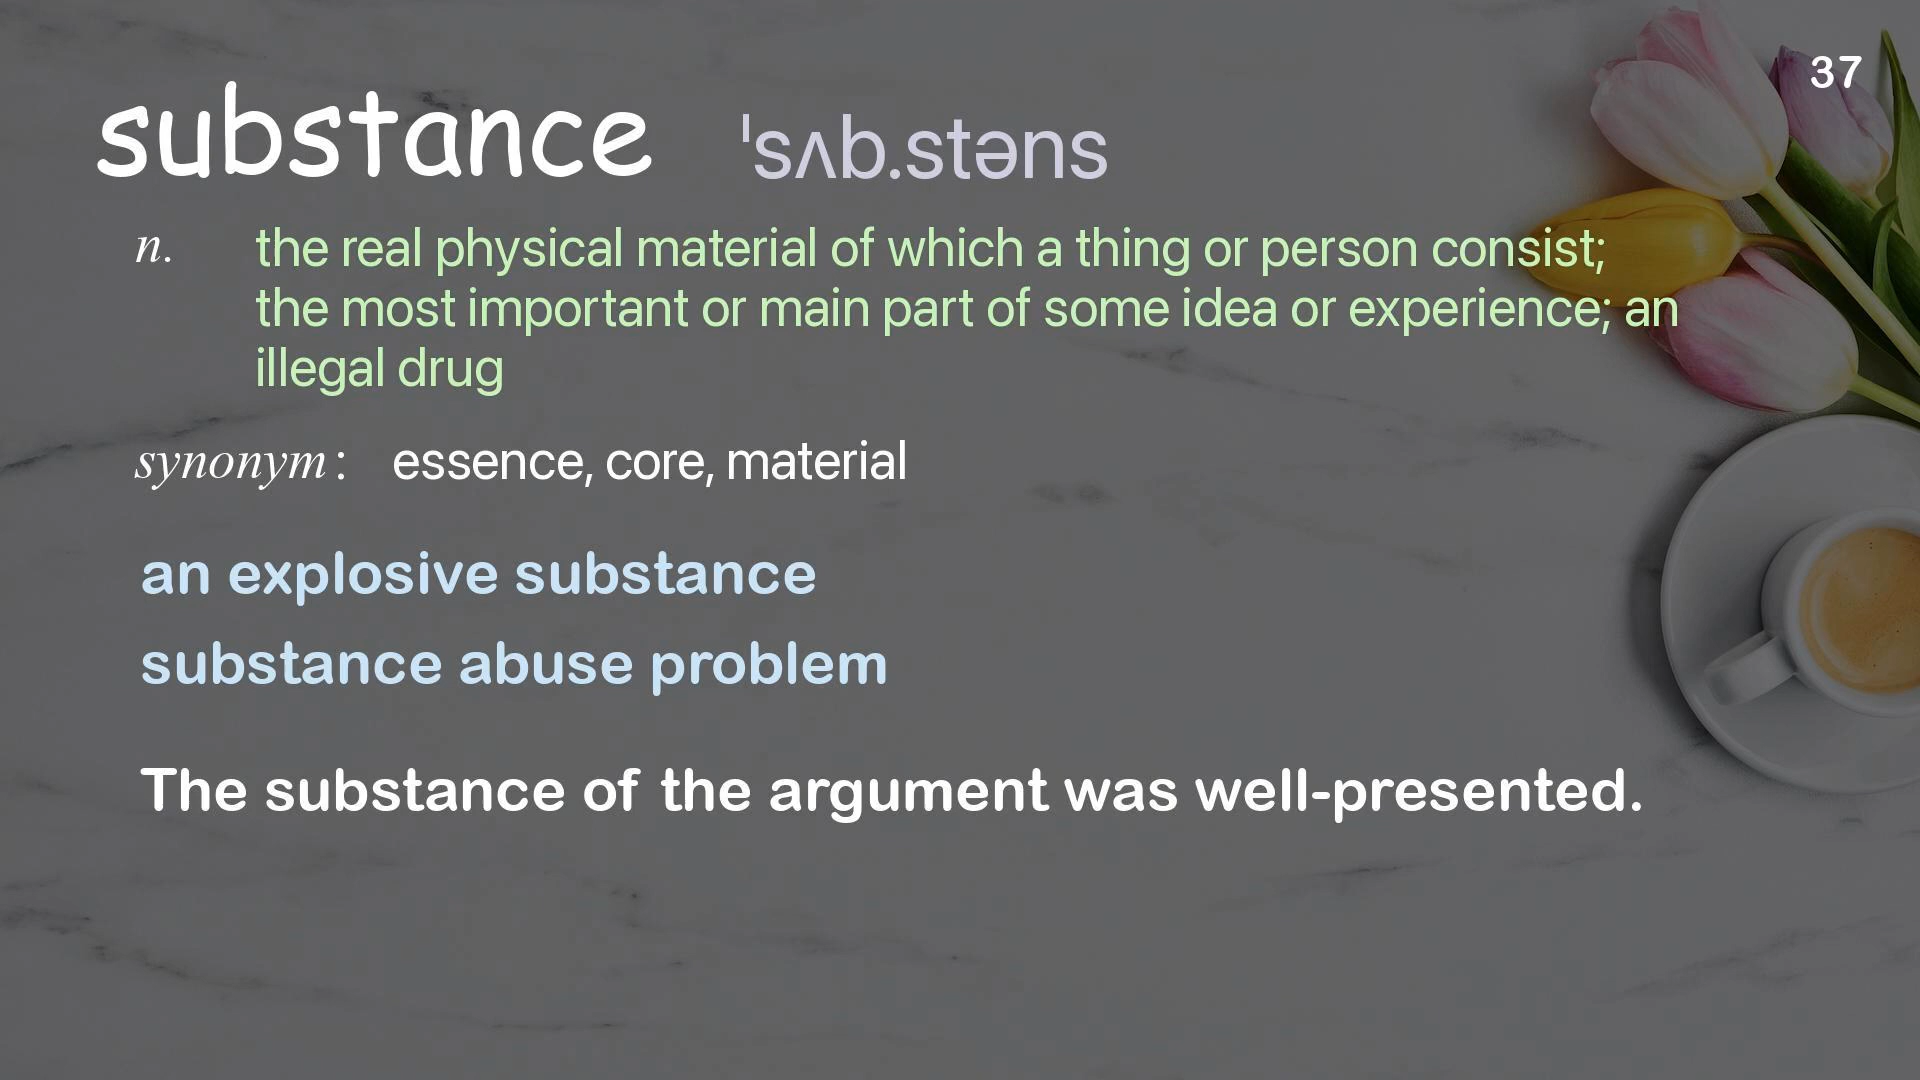 37
substance ˈsʌb.stəns
n. the real physical material of which a thing or person consist;
the most important or main part of some idea or experience; an
illegal drug
synonym: essence, core, material
an explosive substance
substance abuse problem
The substance of the argument was well-presented.